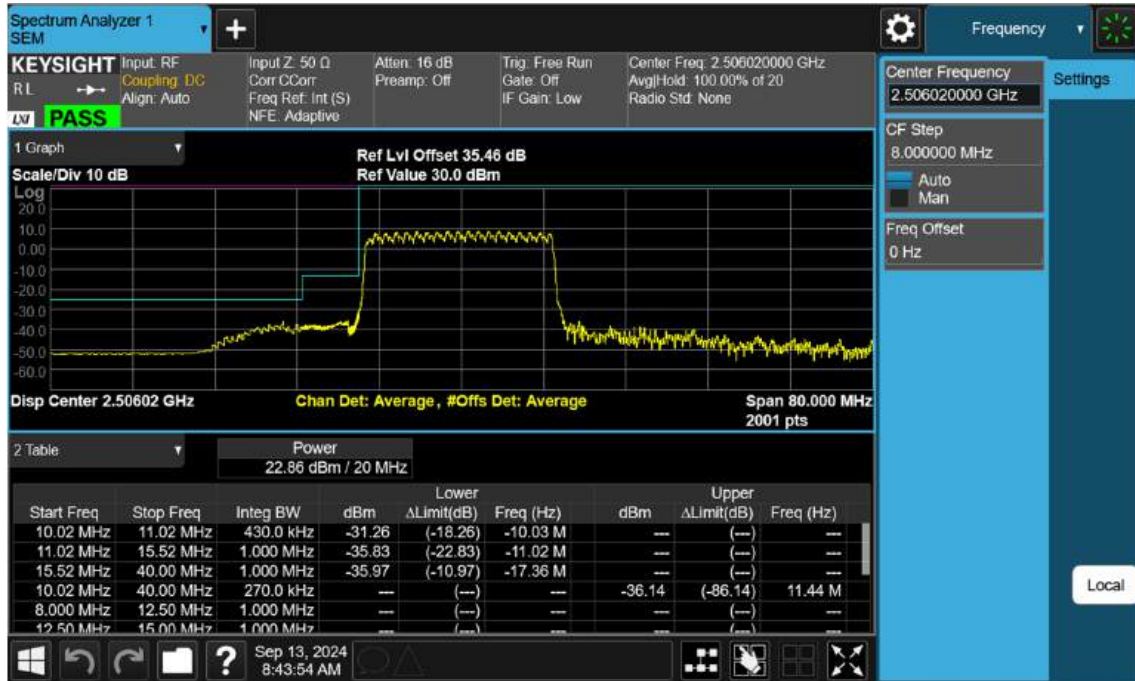 Spectrum Analyzer 1
SEM
Frequency
KEYSIGHT
R L
LXI
PASS
Input: RF
Coupling: DC
Align: Auto
Input Z: 50 Ω
Corr CCorr
Freq Ref: Int (S)
NFE: Adaptive
Atten: 16 dB
Preamp: Off
Trig: Free Run
Gate: Off
IF Gain: Low
Center Freq: 2.506020000 GHz
Avg|Hold: 100.00% of 20
Radio Std: None
Center Frequency
2.506020000 GHz
Settings
CF Step
8.000000 MHz
Auto
Man
Freq Offset
0 Hz
Local
1 Graph
Scale/Div 10 dB
Ref Lvl Offset 35.46 dB
Ref Value 30.0 dBm
Log
20.0
10.0
0.00
-10.0
-20.0
-30.0
-40.0
-50.0
-60.0
Disp Center 2.50602 GHz
Chan Det: Average, #Offs Det: Average
Span 80.000 MHz
2001 pts
2 Table
Power
22.86 dBm / 20 MHz
Lower Upper
Start Freq Stop Freq Integ BW dBm ΔLimit(dB) Freq (Hz) dBm ΔLimit(dB) Freq (Hz)
10.02 MHz 11.02 MHz 430.0 kHz -31.26 (-18.26) -10.03 M --- (---) ---
11.02 MHz 15.52 MHz 1.000 MHz -35.83 (-22.83) -11.02 M --- (---) ---
15.52 MHz 40.00 MHz 1.000 MHz -35.97 (-10.97) -17.36 M --- (---) ---
10.02 MHz 40.00 MHz 270.0 kHz --- (---) --- -36.14 (-86.14) 11.44 M
8.000 MHz 12.50 MHz 1.000 MHz --- (---) --- --- (---) ---
12.50 MHz 15.00 MHz 1.000 MHz --- (---) --- --- (---) ---
?
Sep 13, 2024
8:43:54 AM